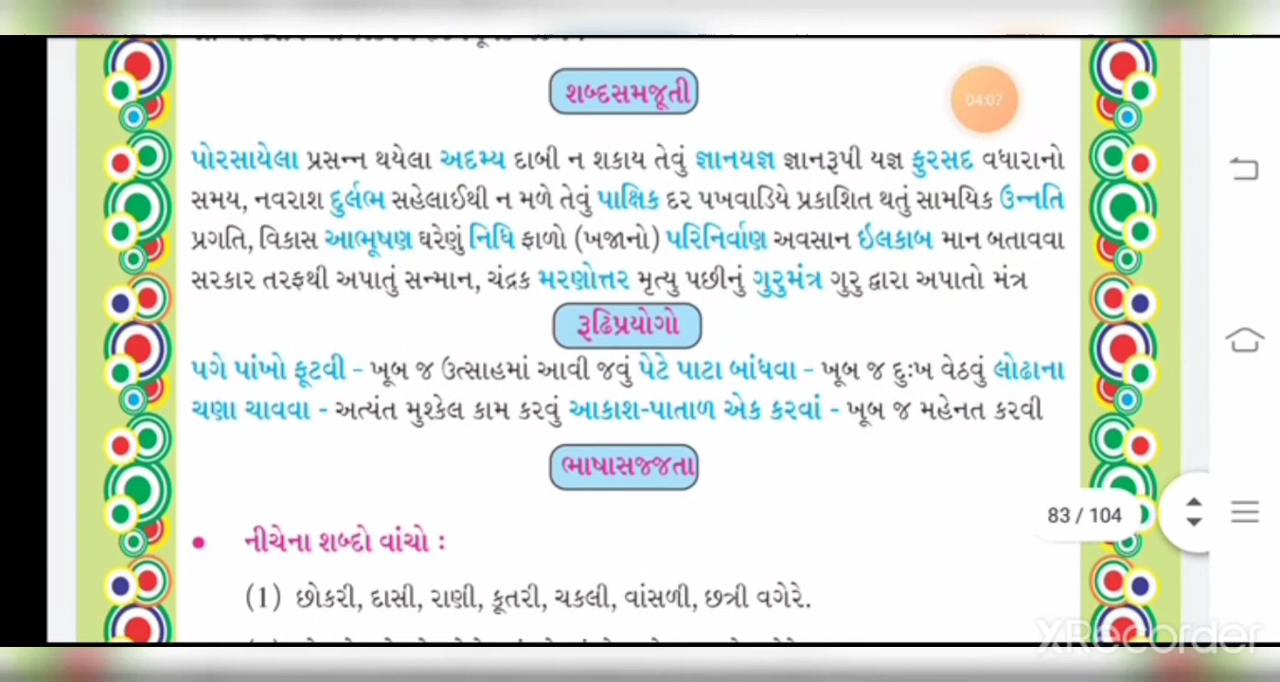 શબ્દસમજૂતી
04:07
પોરસાયેલા પ્રસન્ન થયેલા અદમ્ય દાબી ન શકાય તેવું જ્ઞાનયજ્ઞ જ્ઞાનરૂપી યજ્ઞ ફુરસદ વધારાનો
સમય, નવરાશ દુર્લભ સહેલાઈથી ન મળે તેવું પાક્ષિક દર પખવાડિયે પ્રકાશિત થતું સામયિક ઉન્નતિ
પ્રગતિ, વિકાસ આભૂષણ ઘરેણું નિધિ ફાળો (ખજાનો) પરિનિર્વાણ અવસાન ઇલકાબ માન બતાવવા
સરકાર તરફથી અપાતું સન્માન, ચંદ્રક મરણોત્તર મૃત્યુ પછીનું ગુરુમંત્ર ગુરુ દ્વારા અપાતો મંત્ર
રૂઢિપ્રયોગો
પગે પાંખો ફૂટવી - ખૂબ જ ઉત્સાહમાં આવી જવું પેટે પાટા બાંધવા - ખૂબ જ દુઃખ વેઠવું લોઢાના
ચણા ચાવવા - અત્યંત મુશ્કેલ કામ કરવું આકાશ-પાતાળ એક કરવાં - ખૂબ જ મહેનત કરવી
ભાષાસજ્જતા
83 / 104
• નીચેના શબ્દો વાંચો :
(1) છોકરી, દાસી, રાણી, કૂતરી, ચકલી, વાંસળી, છત્રી વગેરે.
XRecorder